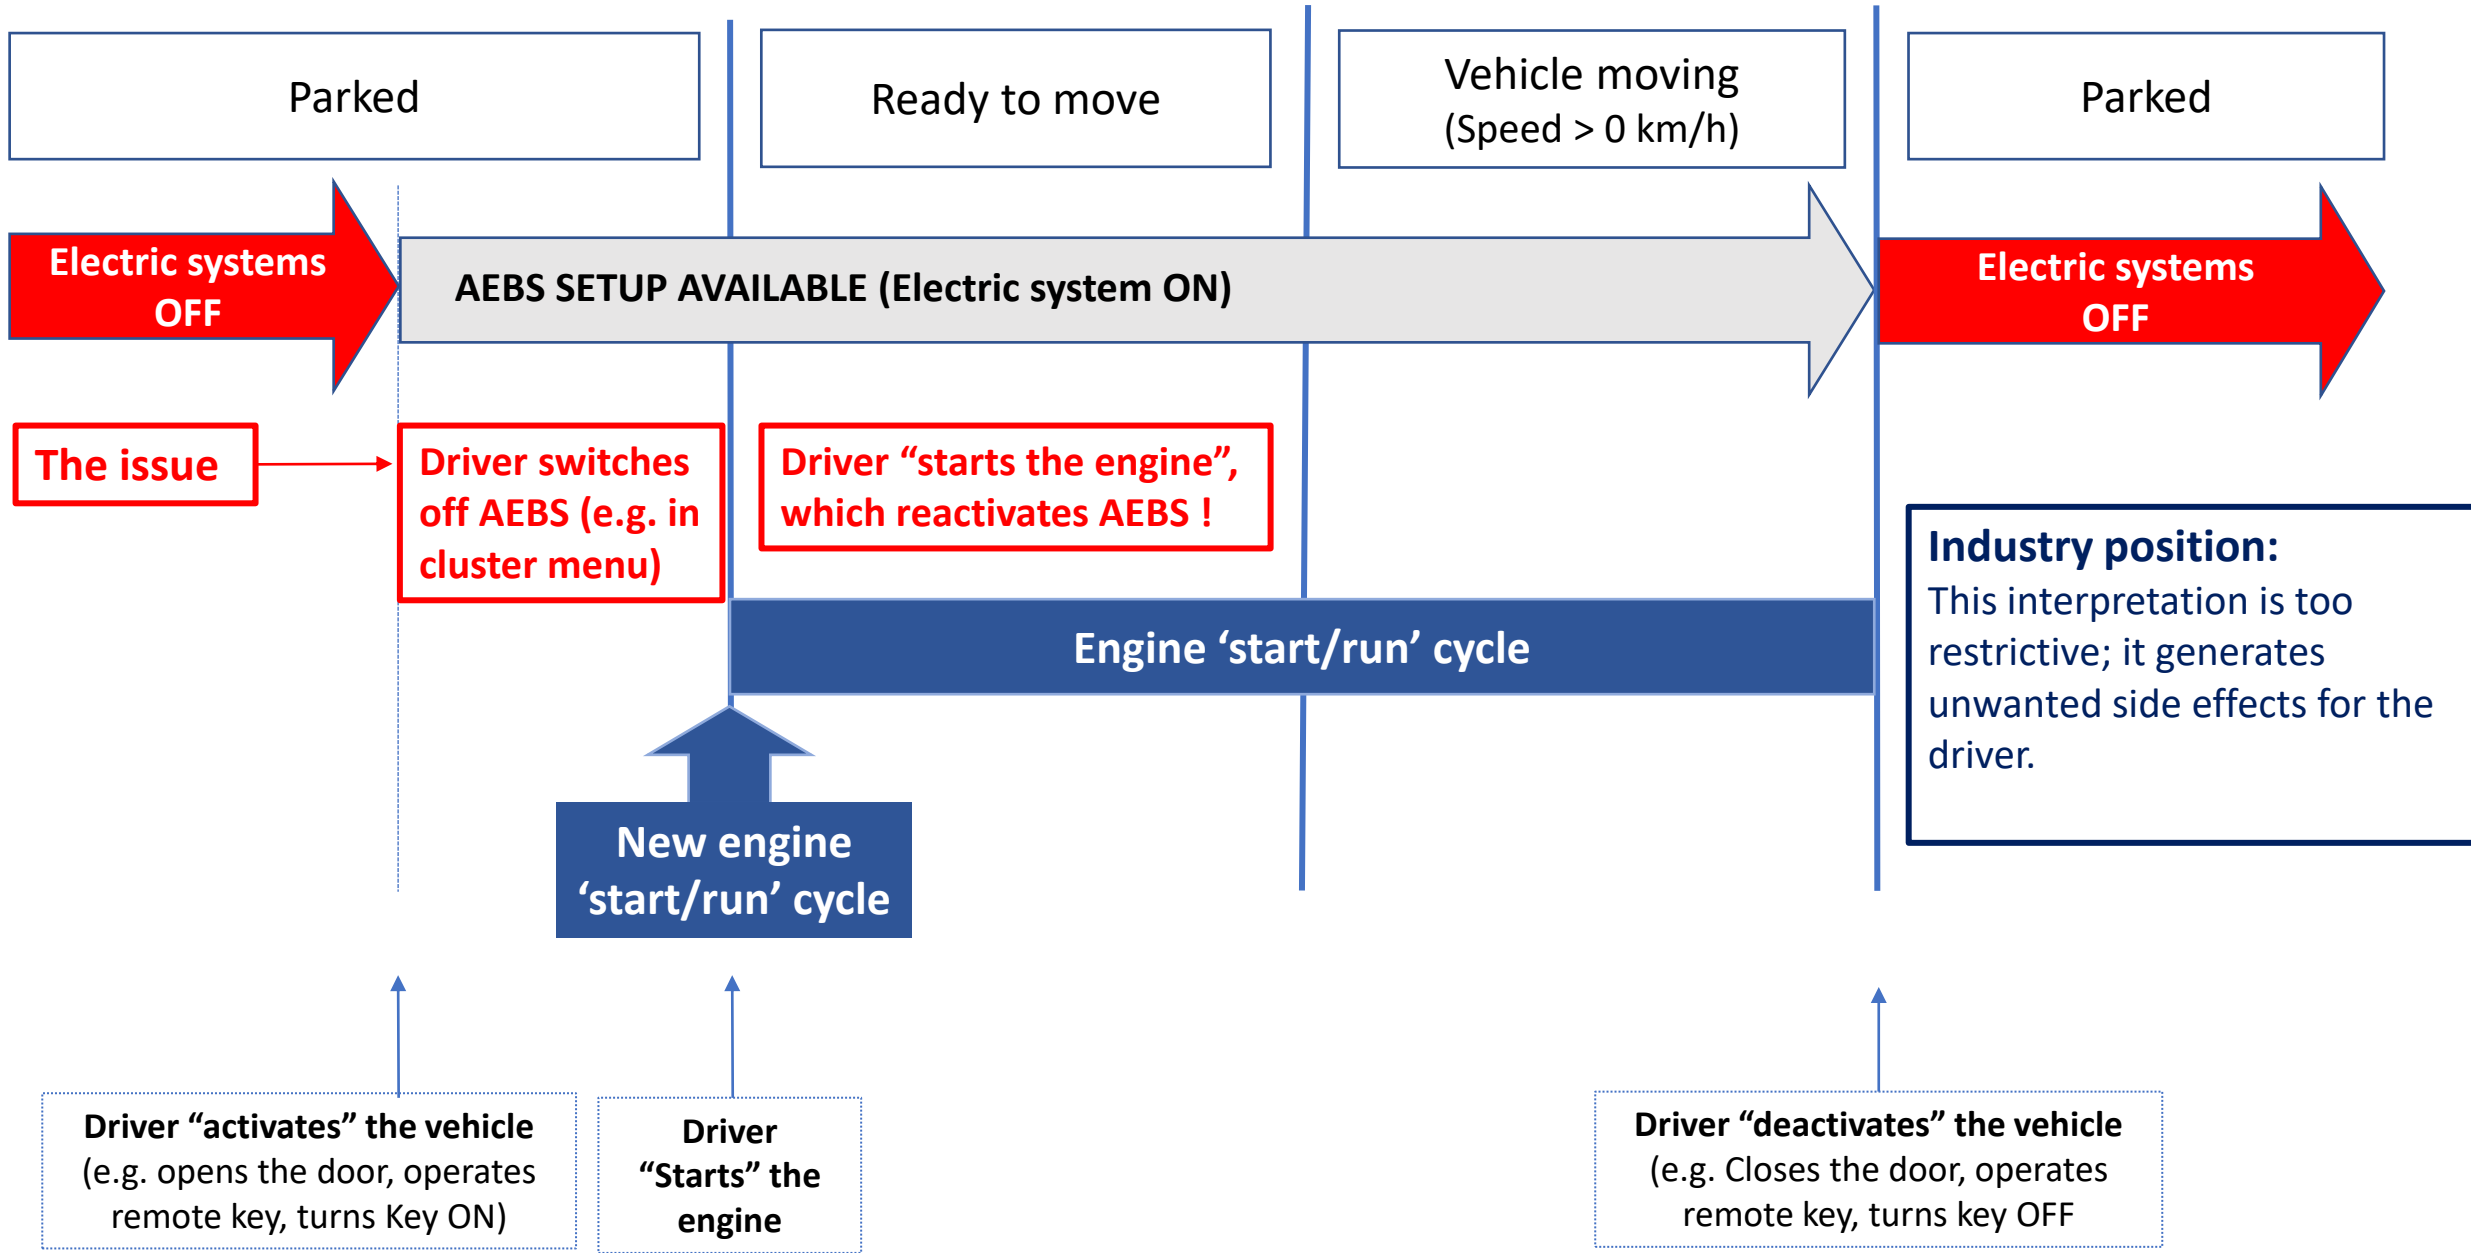 Parked
Ready to move
Vehicle moving
(Speed > 0 km/h)
Parked
Electric systems
OFF
AEBS SETUP AVAILABLE (Electric system ON)
Electric systems
OFF
The issue
Driver switches
off AEBS (e.g. in
cluster menu)
Driver “starts the engine”,
which reactivates AEBS !
Industry position:
This interpretation is too
restrictive; it generates
unwanted side effects for the
driver.
Engine ‘start/run’ cycle
New engine
‘start/run’ cycle
Driver “activates” the vehicle
(e.g. opens the door, operates
remote key, turns Key ON)
Driver
“Starts” the
engine
Driver “deactivates” the vehicle
(e.g. Closes the door, operates
remote key, turns key OFF